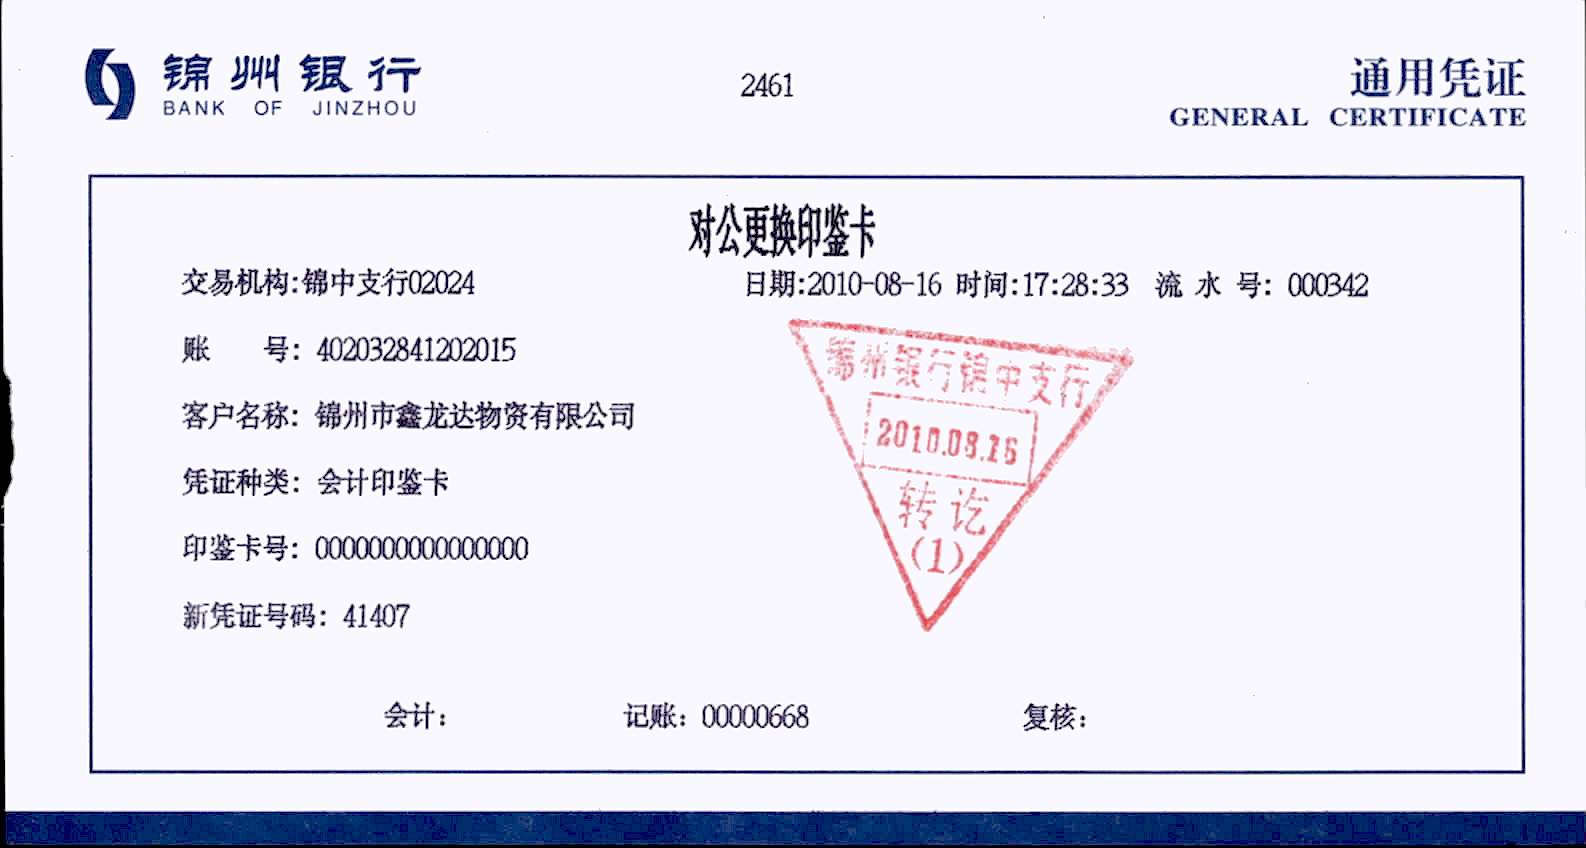 锦州银行
BANK OF JINZHOU
2461
通用凭证
GENERAL CERTIFICATE
对公更换印鉴卡
交易机构:锦中支行02024 日期:2010-08-16 时间:17:28:33 流 水 号: 000342
账 号: 402032841202015
客户名称: 锦州市鑫龙达物资有限公司
凭证种类: 会计印鉴卡
印鉴卡号: 0000000000000000
新凭证号码: 41407
锦州银行锦中支行
2010.08.16
转讫
(1)
会计: 记账: 00000668 复核: